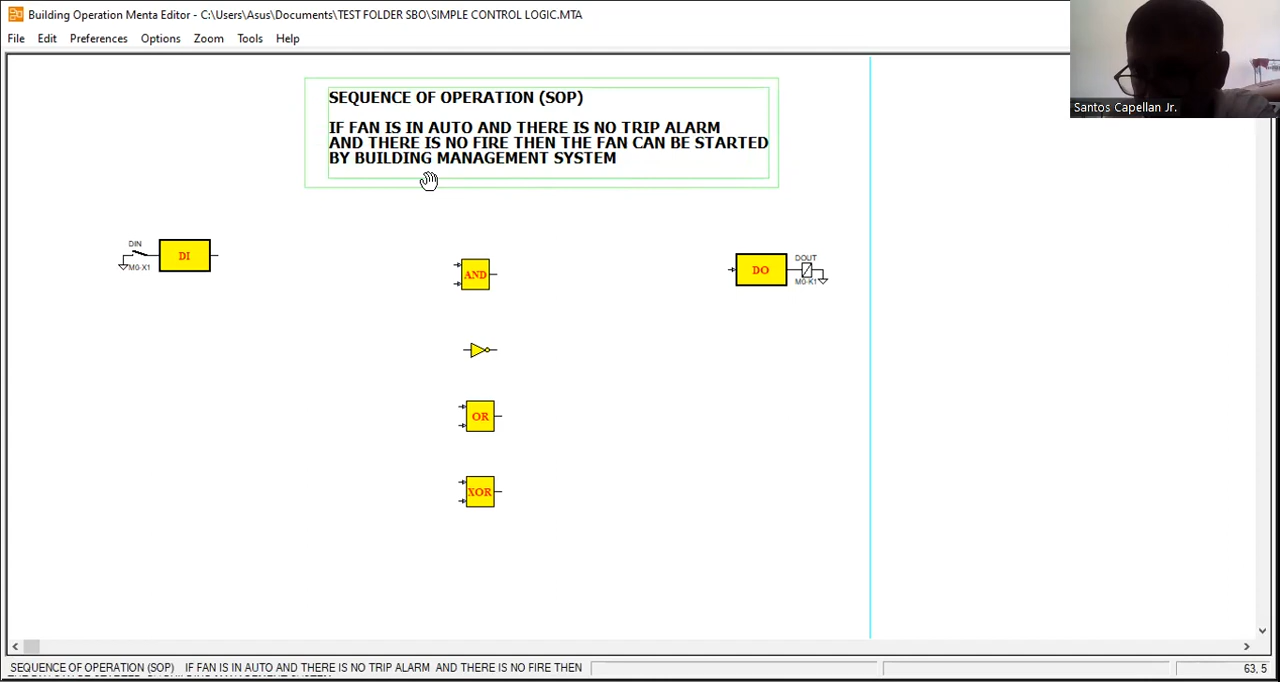 Building Operation Menta Editor - C:\Users\Asus\Documents\TEST FOLDER SBO\SIMPLE CONTROL LOGIC.MTA
File Edit Preferences Options Zoom Tools Help
Santos Capellan Jr.
SEQUENCE OF OPERATION (SOP)
IF FAN IS IN AUTO AND THERE IS NO TRIP ALARM
AND THERE IS NO FIRE THEN THE FAN CAN BE STARTED
BY BUILDING MANAGEMENT SYSTEM
DIN
DI
M0-X1
AND
DO
DOUT
M0-K1
OR
XOR
SEQUENCE OF OPERATION (SOP) IF FAN IS IN AUTO AND THERE IS NO TRIP ALARM AND THERE IS NO FIRE THEN
63, 5